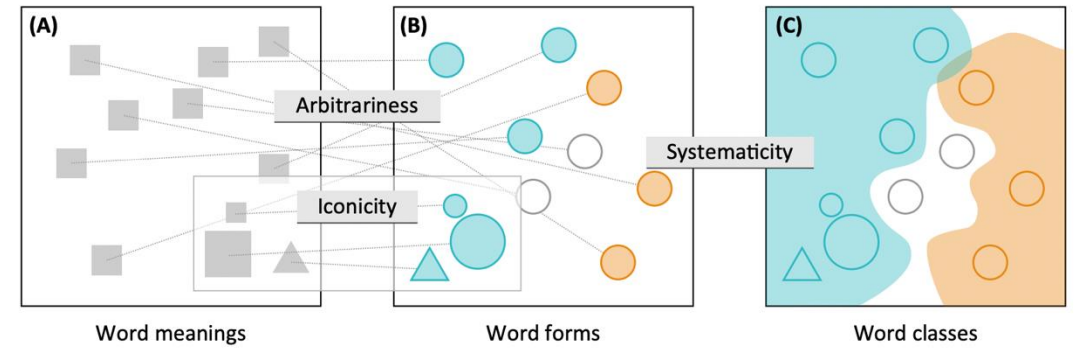 (A)
(B)
(C)
Arbitrariness
Systematicity
Iconicity
Word meanings
Word forms
Word classes